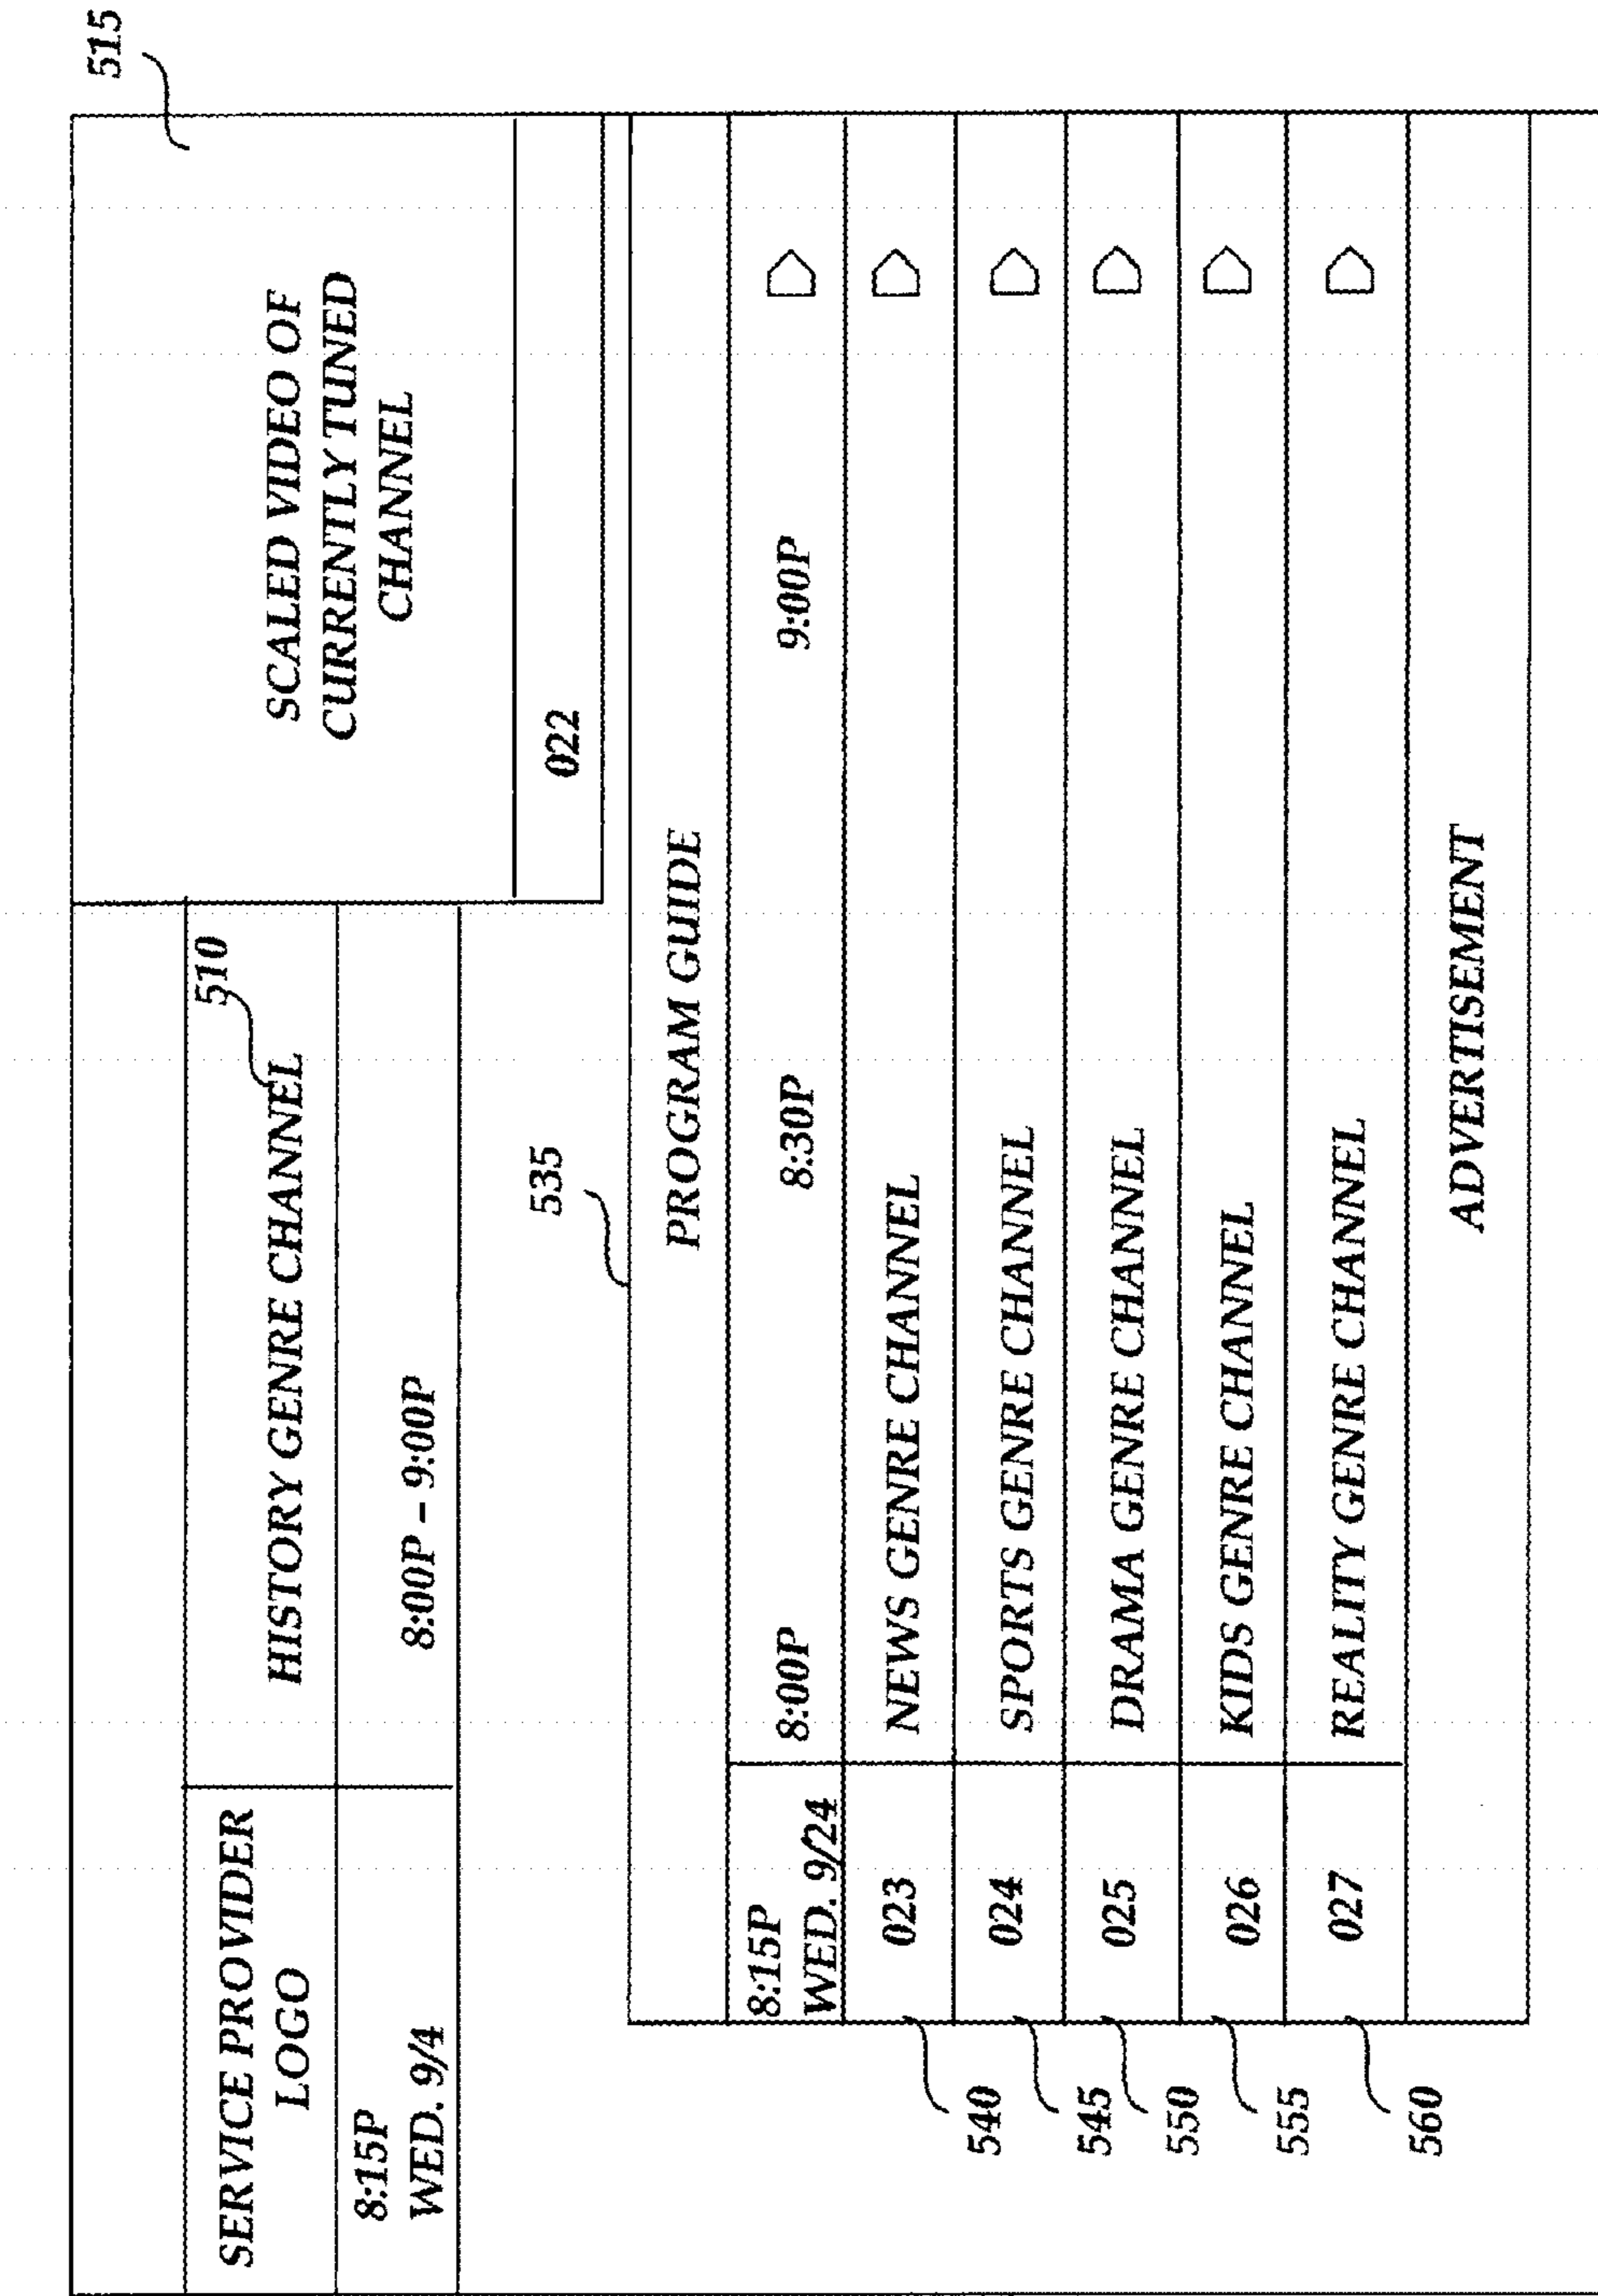 515
SCALED VIDEO OF
CURRENTLY TUNED
CHANNEL
022
SERVICE PROVIDER
LOGO
510
HISTORY GENRE CHANNEL
8:15P
WED. 9/4
8:00P – 9:00P
535
PROGRAM GUIDE
8:15P
WED. 9/24
8:00P
8:30P
9:00P
540
023
NEWS GENRE CHANNEL
545
024
SPORTS GENRE CHANNEL
550
025
DRAMA GENRE CHANNEL
555
026
KIDS GENRE CHANNEL
560
027
REALITY GENRE CHANNEL
ADVERTISEMENT